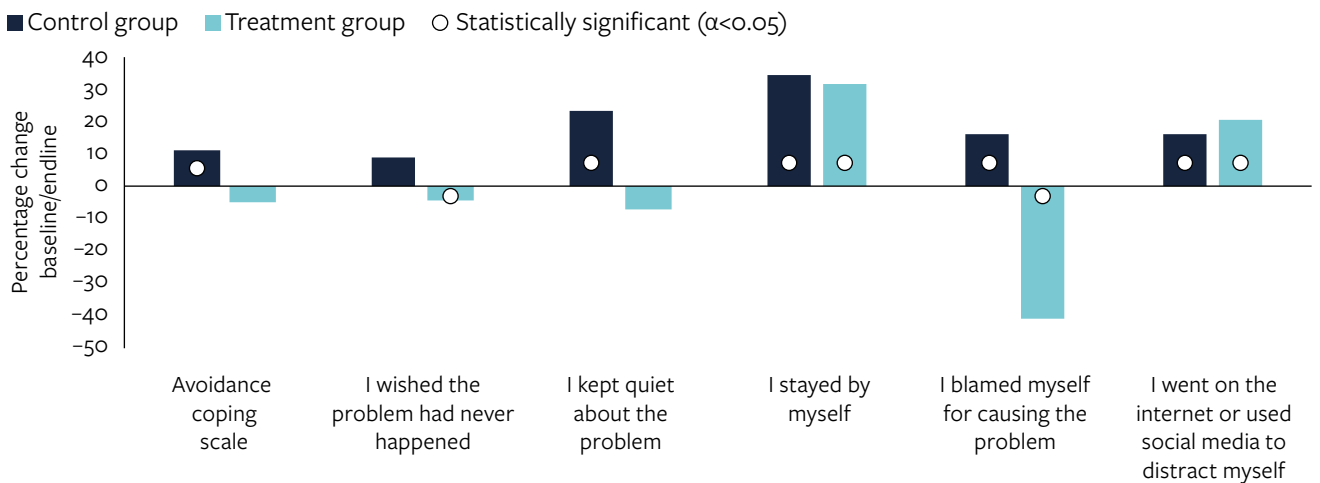 Control group Treatment group Statistically significant (α<0.05)
Percentage change
baseline/endline
40
30
20
10
0
−10
−20
−30
−40
−50
Avoidance
coping
scale
I wished the
problem had never
happened
I kept quiet
about the
problem
I stayed by
myself
I blamed myself
for causing the
problem
I went on the
internet or used
social media to
distract myself